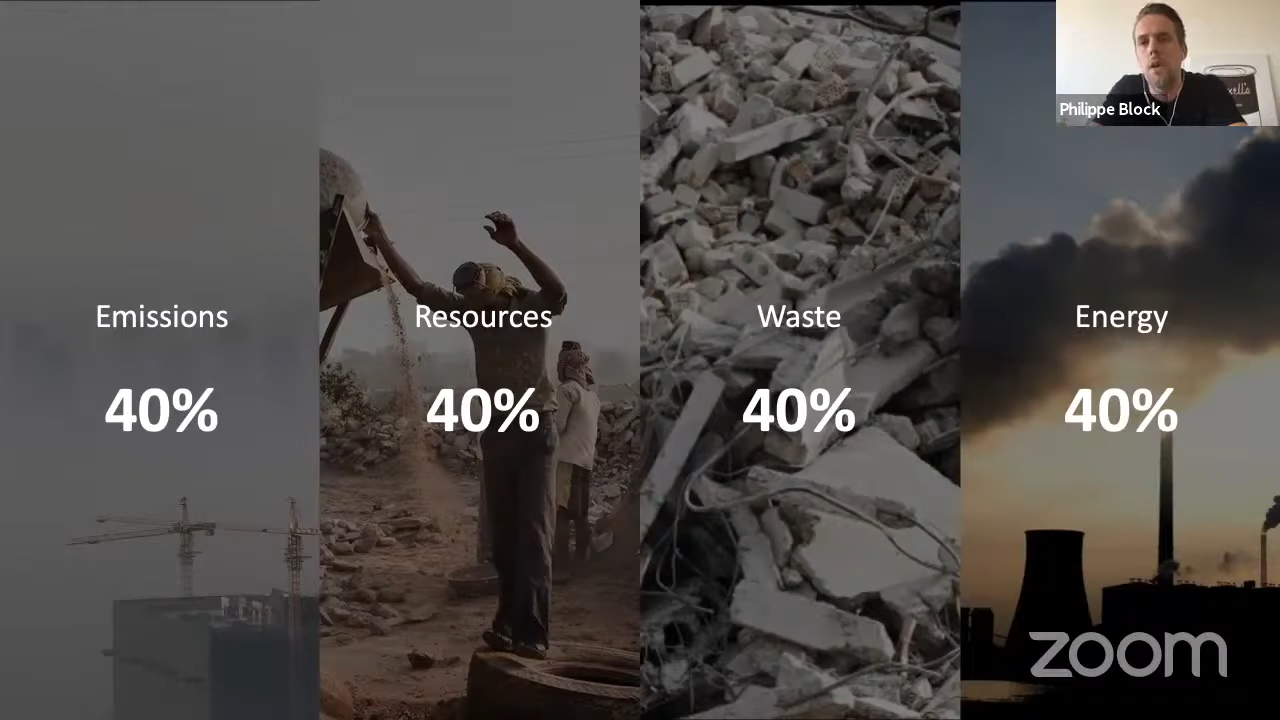 Philippe Block
Emissions
40%
Resources
40%
Waste
40%
Energy
40%
zoom